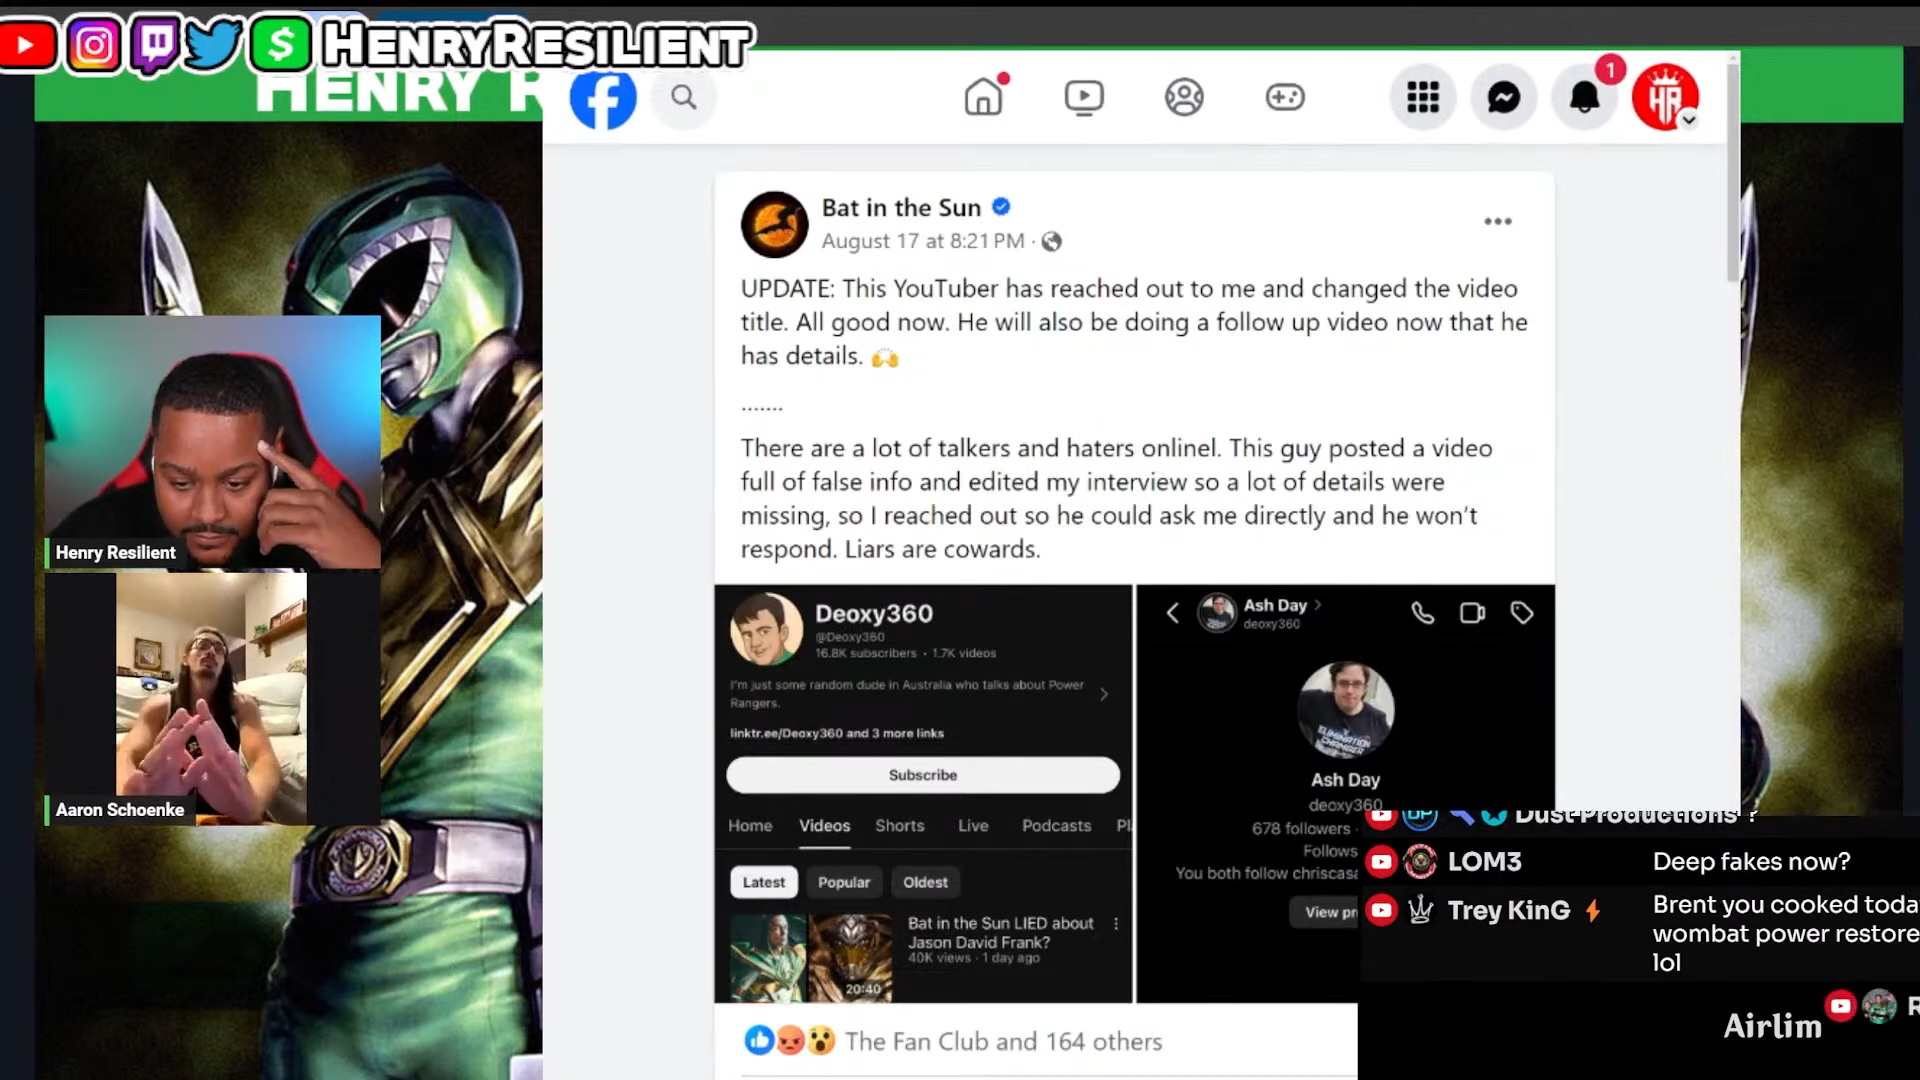 HENRYRESILIENT
HENRY R
1
Bat in the Sun
August 17 at 8:21 PM ·
UPDATE: This YouTuber has reached out to me and changed the video
title. All good now. He will also be doing a follow up video now that he
has details. 🙌
.......
There are a lot of talkers and haters onlinel. This guy posted a video
full of false info and edited my interview so a lot of details were
missing, so I reached out so he could ask me directly and he won't
respond. Liars are cowards.
Henry Resilient
Aaron Schoenke
Deoxy360
@Deoxy360
16.8K subscribers · 1.7K videos
I'm just some random dude in Australia who talks about Power
Rangers.
linktr.ee/Deoxy360 and 3 more links
Subscribe
Home Videos Shorts Live Podcasts Pl
Latest Popular Oldest
Bat in the Sun LIED about
Jason David Frank?
40K views · 1 day ago
20:40
Ash Day
deoxy360
ELIMINATION
CHAMBER
Ash Day
deoxy360
678 followers ·
Follows
You both follow chriscasa
View pr
The Fan Club and 164 others
Dust Productions ?
LOM3 Deep fakes now?
Trey KinG Brent you cooked toda
wombat power restore
lol
Airlim
R